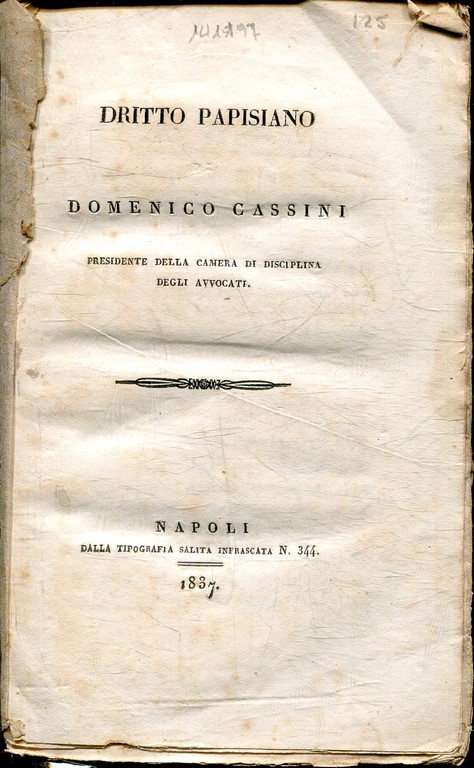 125
DRITTO PAPISIANO
DOMENICO CASSINI
PRESIDENTE DELLA CAMERA DI DISCIPLINA
DEGLI AVVOCATI.
NAPOLI
DALLA TIPOGRAFIA SALITA INFRASCATA N. 344.
1837.